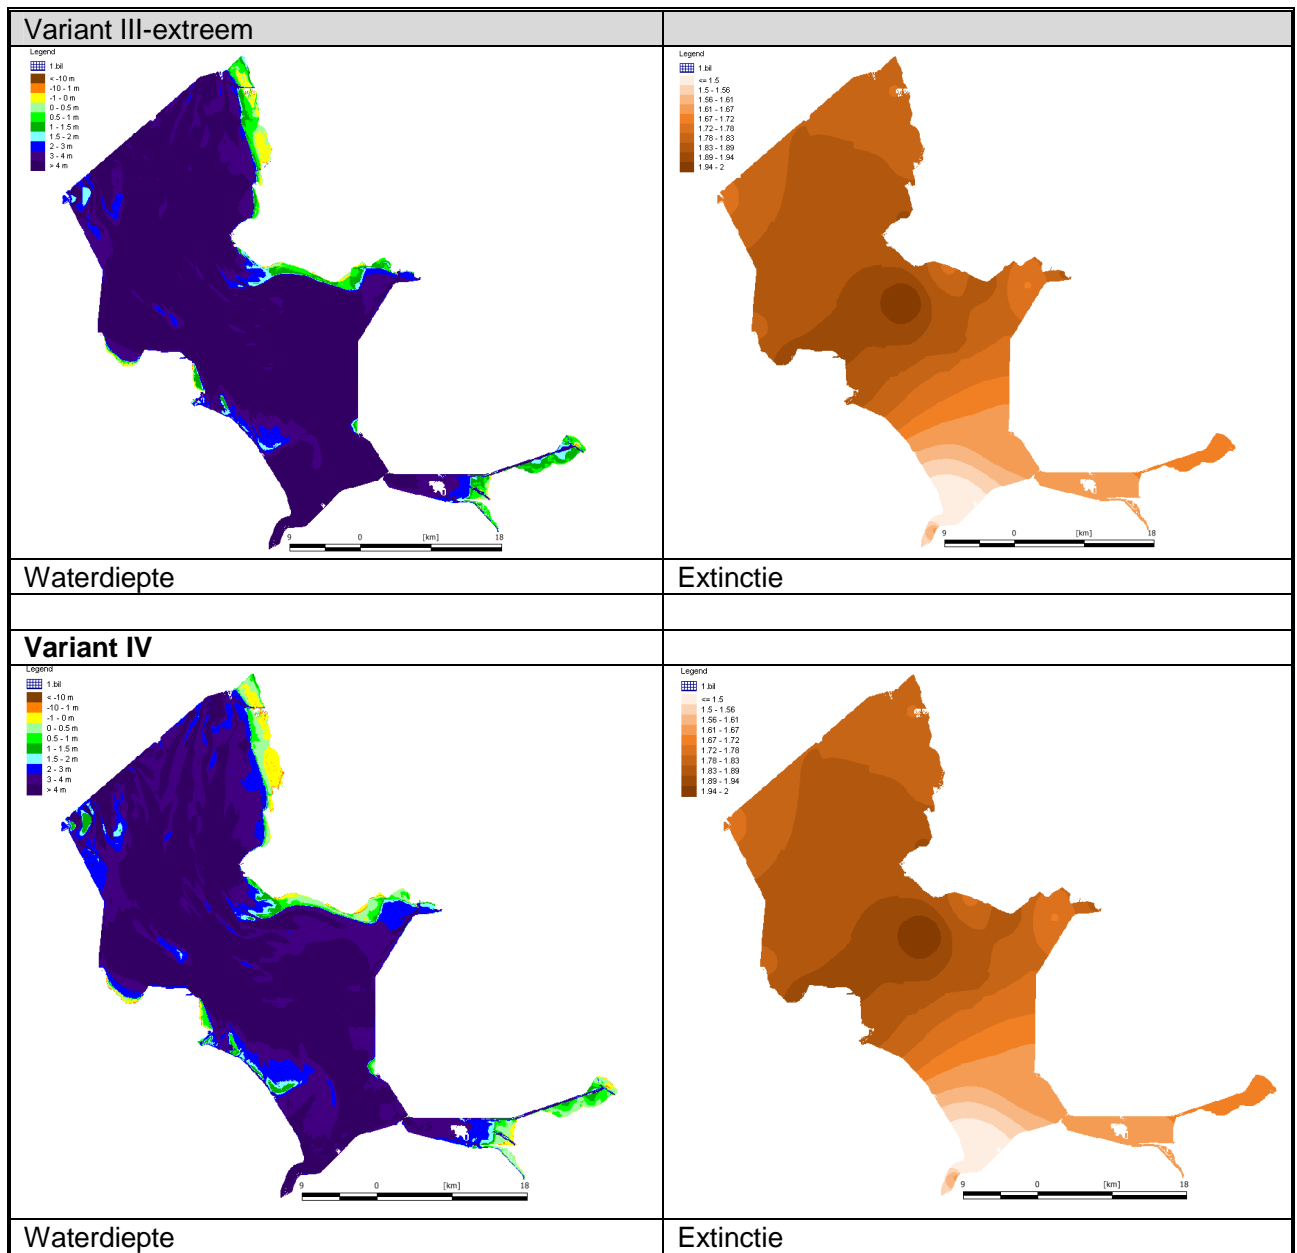 Variant III-extreem
Legend
1.bil
< -10 m
-10 - 1 m
-1 - 0 m
0 - 0.5 m
0.5 - 1 m
1 - 1.5 m
1.5 - 2 m
2 - 3 m
3 - 4 m
> 4 m
9 0 [km] 18
Legend
1.bil
<= 1.5
1.5 - 1.56
1.56 - 1.61
1.61 - 1.67
1.67 - 1.72
1.72 - 1.78
1.78 - 1.83
1.83 - 1.89
1.89 - 1.94
1.94 - 2
9 0 [km] 18
Waterdiepte
Extinctie
Variant IV
Legend
1.bil
< -10 m
-10 - 1 m
-1 - 0 m
0 - 0.5 m
0.5 - 1 m
1 - 1.5 m
1.5 - 2 m
2 - 3 m
3 - 4 m
> 4 m
9 0 [km] 18
Legend
1.bil
<= 1.5
1.5 - 1.56
1.56 - 1.61
1.61 - 1.67
1.67 - 1.72
1.72 - 1.78
1.78 - 1.83
1.83 - 1.89
1.89 - 1.94
1.94 - 2
9 0 [km] 18
Waterdiepte
Extinctie